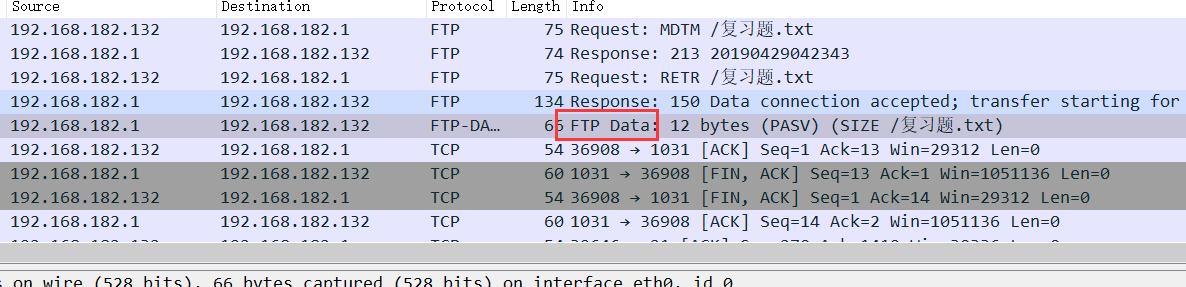 Source Destination Protocol Length Info
192.168.182.132 192.168.182.1 FTP 75 Request: MDTM /复习题.txt
192.168.182.1 192.168.182.132 FTP 74 Response: 213 20190429042343
192.168.182.132 192.168.182.1 FTP 75 Request: RETR /复习题.txt
192.168.182.1 192.168.182.132 FTP 134 Response: 150 Data connection accepted; transfer starting for
192.168.182.1 192.168.182.132 FTP-DA… 66 FTP Data: 12 bytes (PASV) (SIZE /复习题.txt)
192.168.182.132 192.168.182.1 TCP 54 36908 → 1031 [ACK] Seq=1 Ack=13 Win=29312 Len=0
192.168.182.1 192.168.182.132 TCP 60 1031 → 36908 [FIN, ACK] Seq=13 Ack=1 Win=1051136 Len=0
192.168.182.132 192.168.182.1 TCP 54 36908 → 1031 [FIN, ACK] Seq=1 Ack=14 Win=29312 Len=0
192.168.182.1 192.168.182.132 TCP 60 1031 → 36908 [ACK] Seq=14 Ack=2 Win=1051136 Len=0
on wire (528 bits), 66 bytes captured (528 bits) on interface eth0, id 0